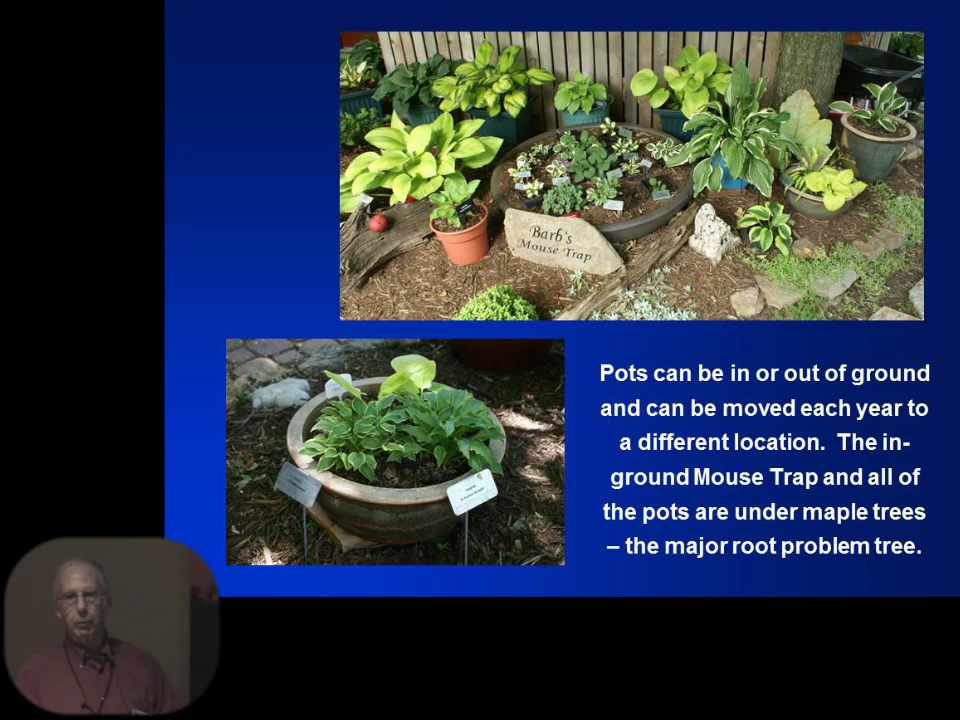 Barb's
Mouse Trap
Pots can be in or out of ground
and can be moved each year to
a different location. The in-
ground Mouse Trap and all of
the pots are under maple trees
– the major root problem tree.